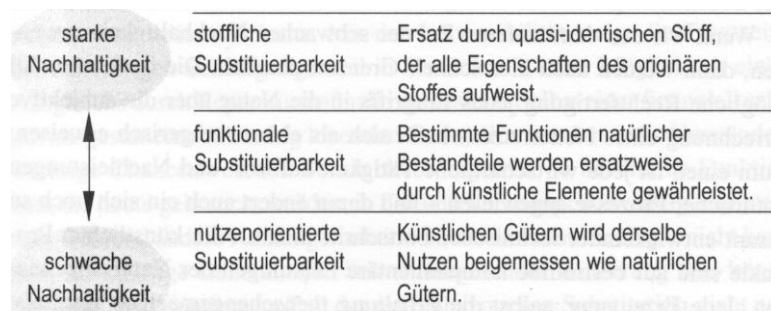 starke
Nachhaltigkeit
stoffliche
Substituierbarkeit
Ersatz durch quasi-identischen Stoff,
der alle Eigenschaften des originären
Stoffes aufweist.
funktionale
Substituierbarkeit
Bestimmte Funktionen natürlicher
Bestandteile werden ersatzweise
durch künstliche Elemente gewährleistet.
schwache
Nachhaltigkeit
nutzenorientierte
Substituierbarkeit
Künstlichen Gütern wird derselbe
Nutzen beigemessen wie natürlichen
Gütern.